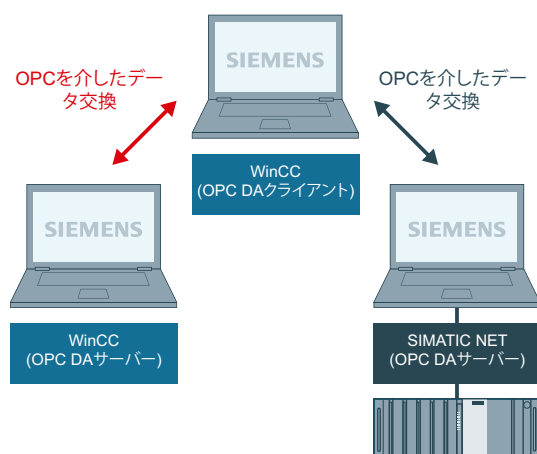 SIEMENS
OPCを介したデー
タ交換
OPCを介したデー
タ交換
WinCC
(OPC DAクライアント)
SIEMENS
SIEMENS
WinCC
(OPC DAサーバー)
SIMATIC NET
(OPC DAサーバー)